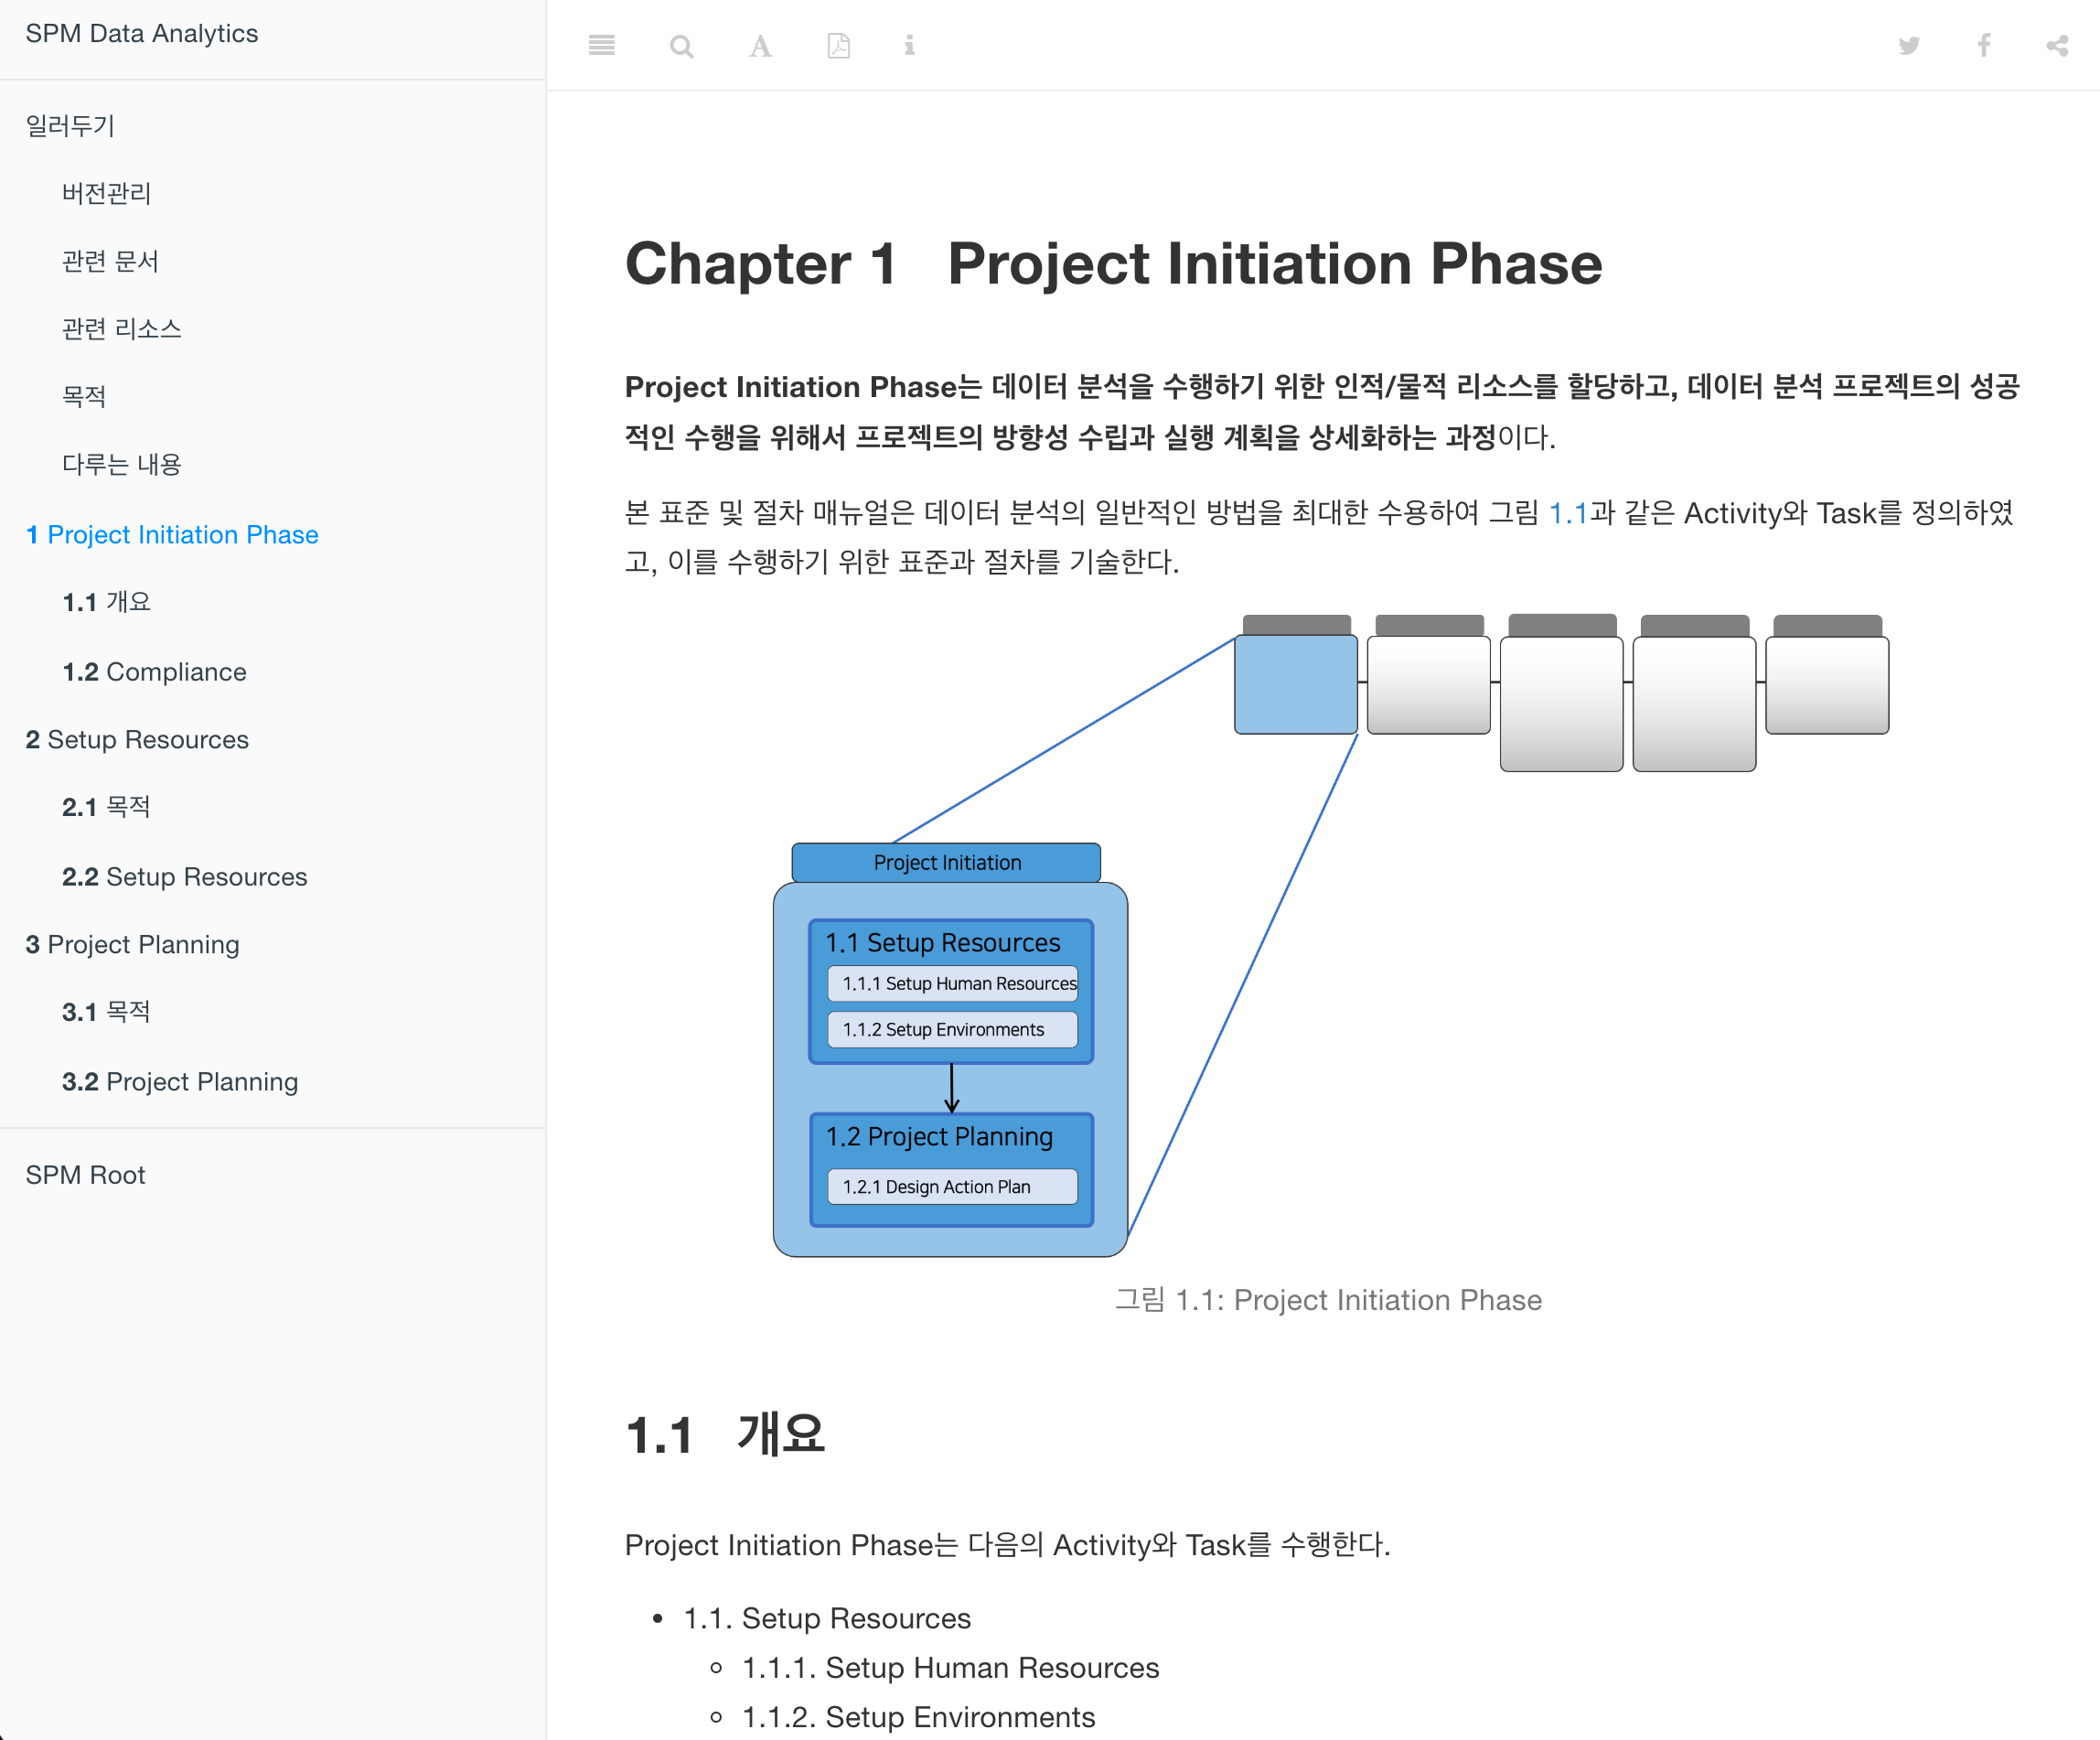 SPM Data Analytics
일러두기
버전관리
관련 문서
관련 리소스
목적
다루는 내용
1 Project Initiation Phase
1.1 개요
1.2 Compliance
2 Setup Resources
2.1 목적
2.2 Setup Resources
3 Project Planning
3.1 목적
3.2 Project Planning
SPM Root
Chapter 1 Project Initiation Phase
Project Initiation Phase는 데이터 분석을 수행하기 위한 인적/물적 리소스를 할당하고, 데이터 분석 프로젝트의 성공
적인 수행을 위해서 프로젝트의 방향성 수립과 실행 계획을 상세화하는 과정이다.
본 표준 및 절차 매뉴얼은 데이터 분석의 일반적인 방법을 최대한 수용하여 그림 1.1과 같은 Activity와 Task를 정의하였
고, 이를 수행하기 위한 표준과 절차를 기술한다.
Project Initiation
1.1 Setup Resources
1.1.1 Setup Human Resources
1.1.2 Setup Environments
1.2 Project Planning
1.2.1 Design Action Plan
그림 1.1: Project Initiation Phase
1.1 개요
Project Initiation Phase는 다음의 Activity와 Task를 수행한다.
1.1. Setup Resources
1.1.1. Setup Human Resources
1.1.2. Setup Environments